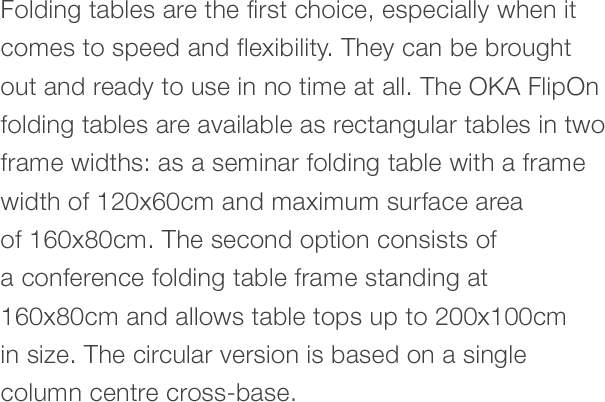 Folding tables are the first choice, especially when it
comes to speed and flexibility. They can be brought
out and ready to use in no time at all. The OKA FlipOn
folding tables are available as rectangular tables in two
frame widths: as a seminar folding table with a frame
width of 120x60cm and maximum surface area
of 160x80cm. The second option consists of
a conference folding table frame standing at
160x80cm and allows table tops up to 200x100cm
in size. The circular version is based on a single
column centre cross-base.